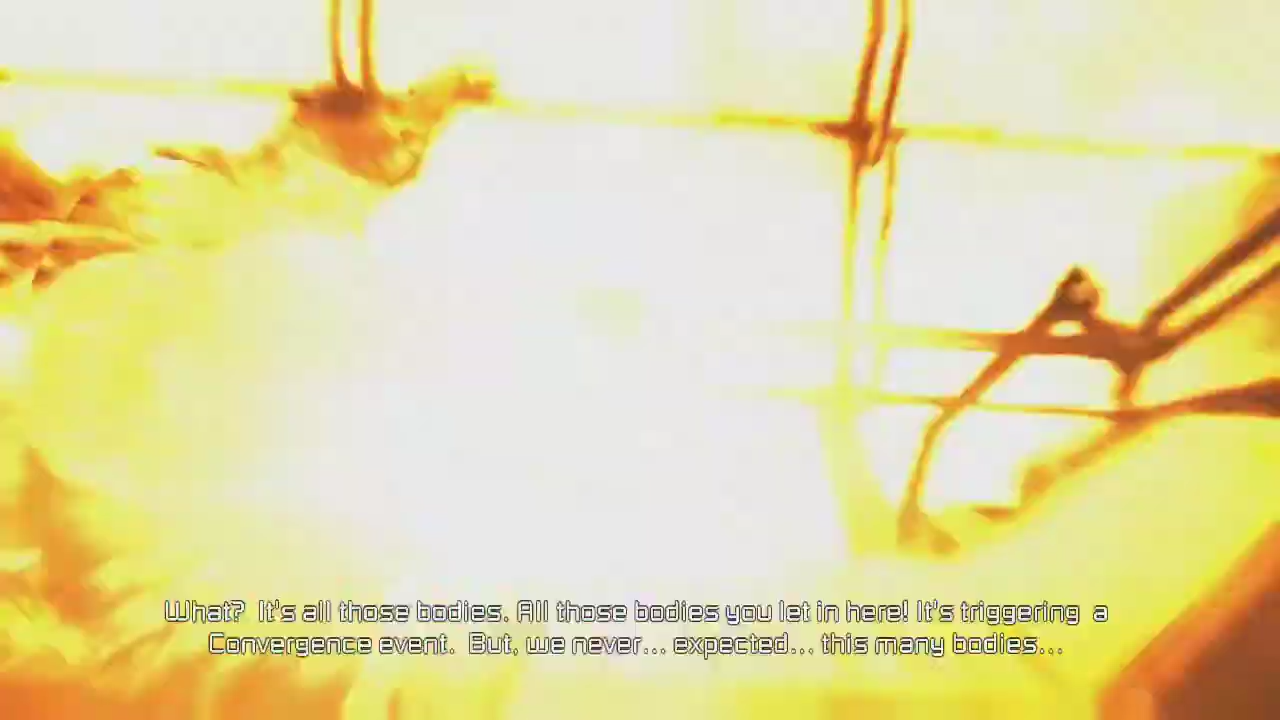 What?  It's all those bodies. All those bodies you let in here! It's triggering  a
Convergence event.  But, we never... expected... this many bodies...